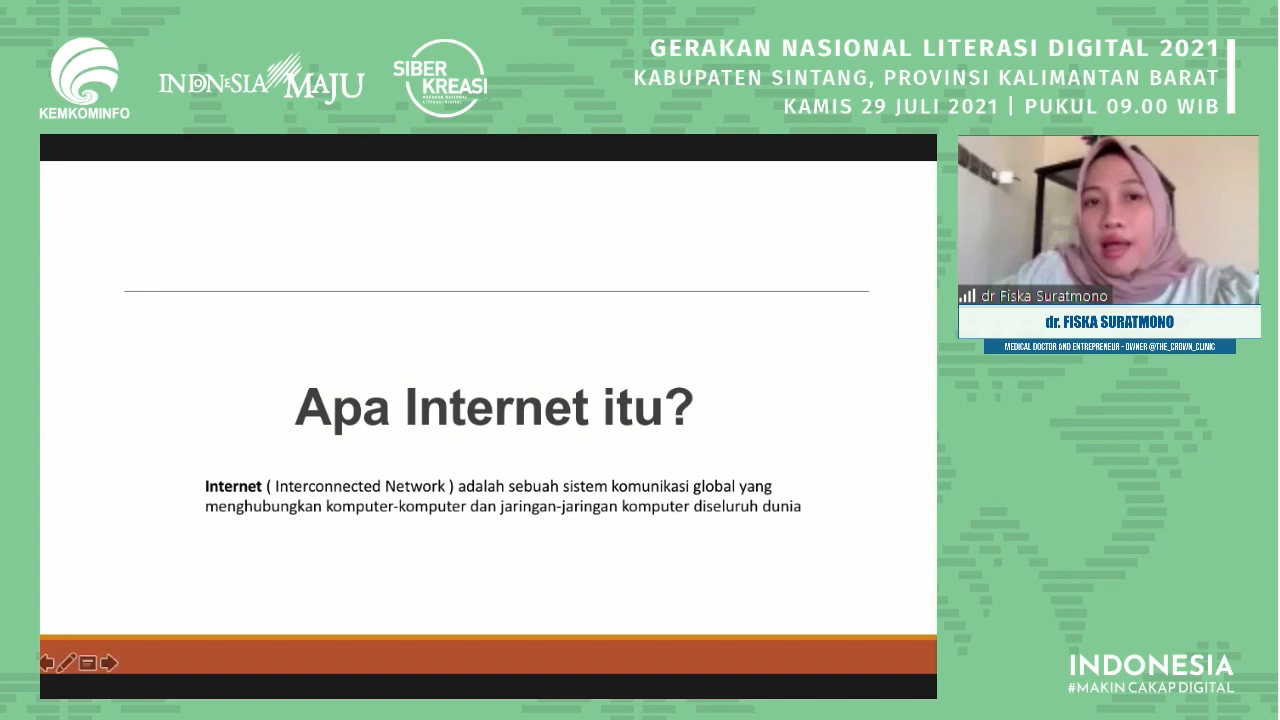 KEMKOMINFO
INDONESIA MAJU
SIBER
KREASI
GERAKAN NASIONAL LITERASI DIGITAL 2021
KABUPATEN SINTANG, PROVINSI KALIMANTAN BARAT
KAMIS 29 JULI 2021 | PUKUL 09.00 WIB
Apa Internet itu?
Internet ( Interconnected Network ) adalah sebuah sistem komunikasi global yang
menghubungkan komputer-komputer dan jaringan-jaringan komputer diseluruh dunia
dr Fiska Suratmono
dr. FISKA SURATMONO
MEDICAL DOCTOR AND ENTREPRENEUR - OWNER @THE_CROWN_CLINIC
INDONESIA
#MAKIN CAKAP DIGITAL